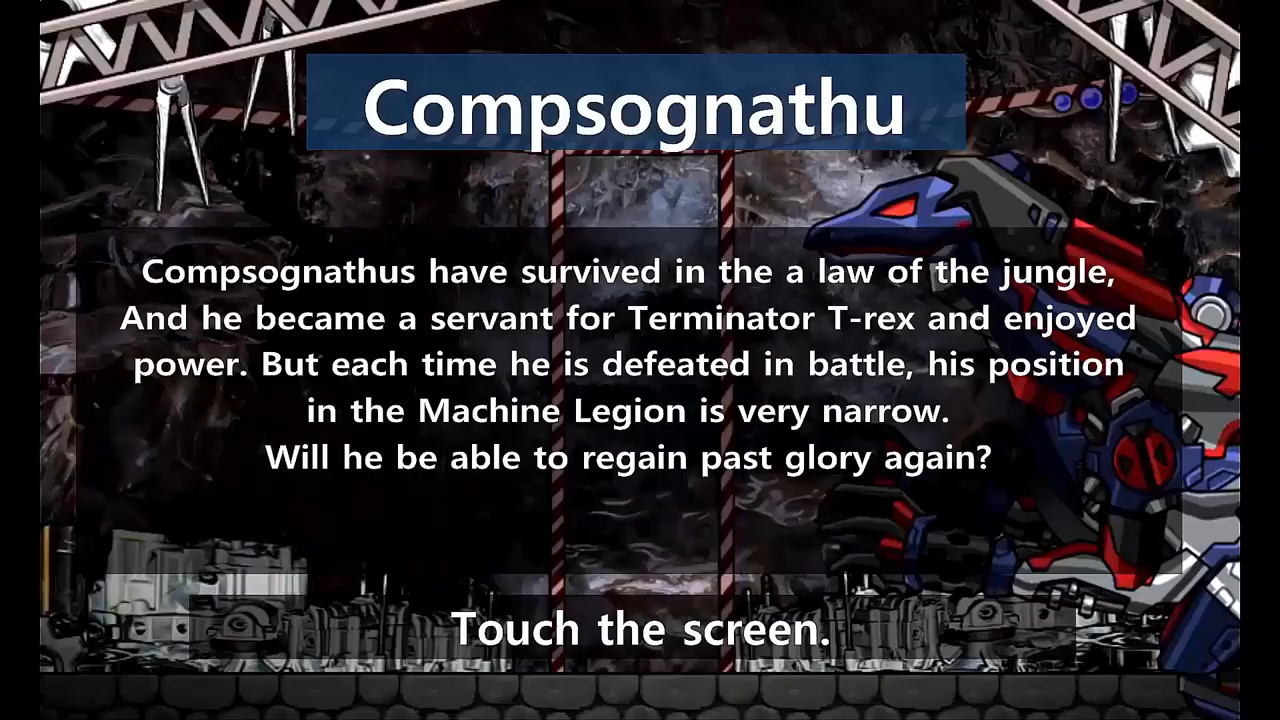 Compsognathu
Compsognathus have survived in the a law of the jungle,
And he became a servant for Terminator T-rex and enjoyed
power. But each time he is defeated in battle, his position
in the Machine Legion is very narrow.
Will he be able to regain past glory again?
Touch the screen.